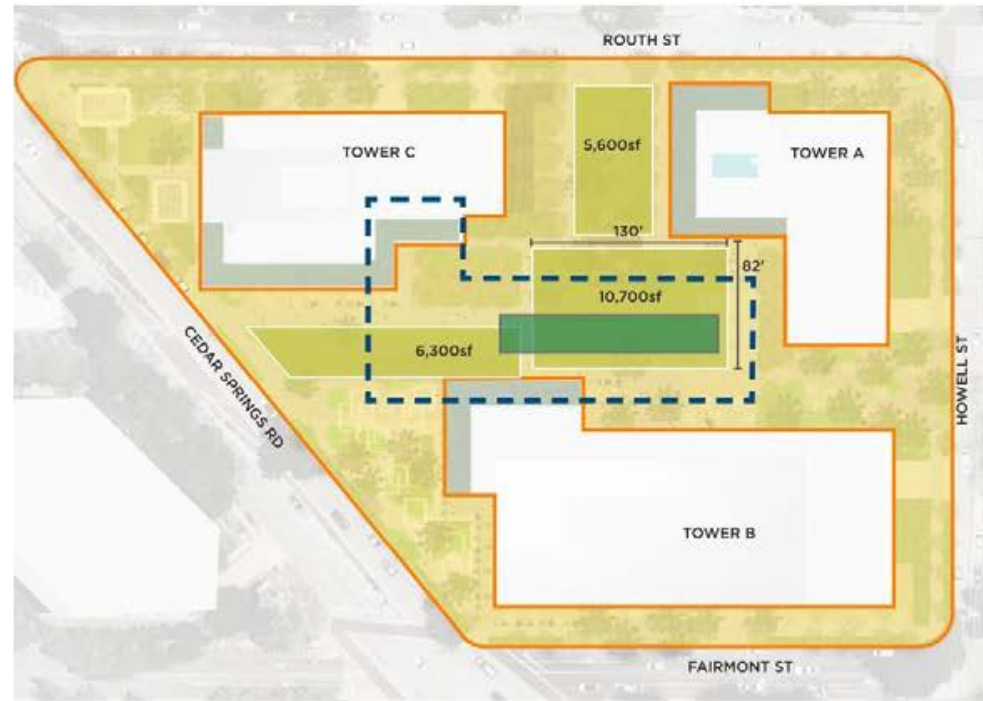 ROUTH ST
5,600sf
TOWER C
TOWER A
130'
82'
10,700sf
6,300sf
CEDAR SPRINGS RD
HOWELL ST
TOWER B
FAIRMONT ST